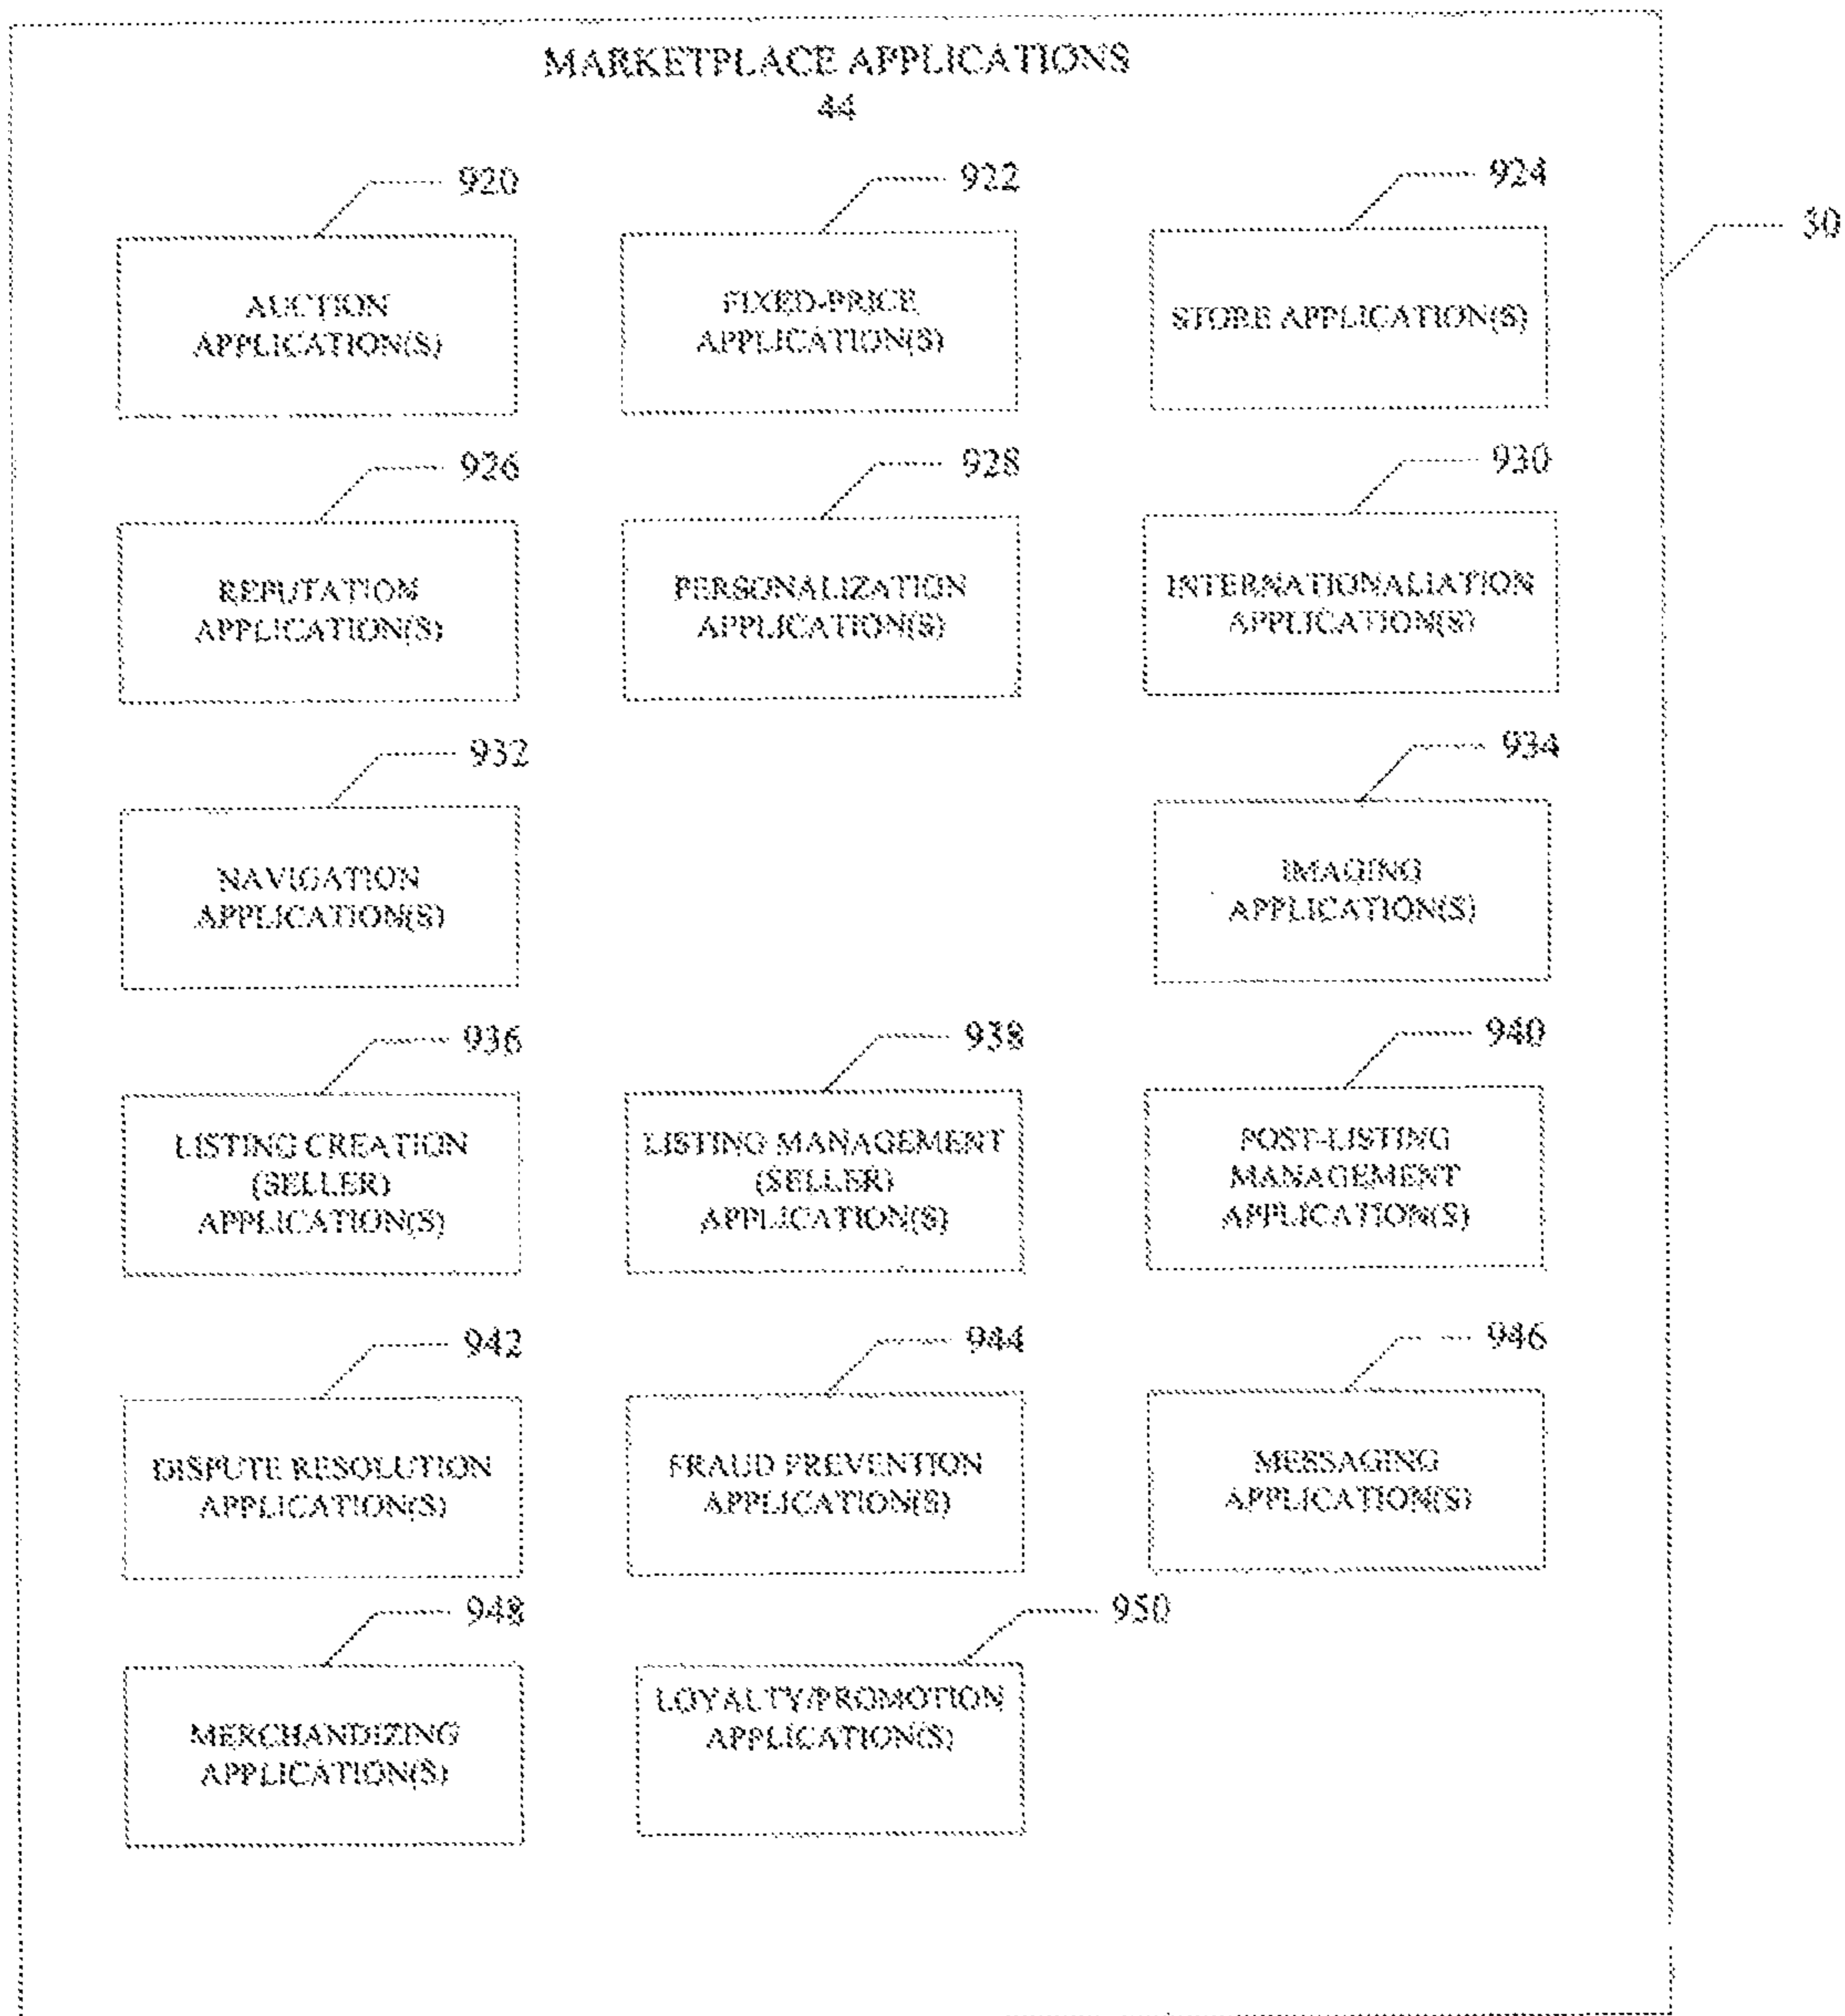 MARKETPLACE APPLICATIONS
44
920
922
924
30
AUCTION
APPLICATION(S)
FIXED-PRICE
APPLICATION(S)
STORE APPLICATION(S)
926
928
930
REPUTATION
APPLICATION(S)
PERSONALIZATION
APPLICATION(S)
INTERNATIONALIATION
APPLICATION(S)
932
934
NAVIGATION
APPLICATION(S)
IMAGING
APPLICATION(S)
936
938
940
LISTING CREATION
(SELLER)
APPLICATION(S)
LISTING MANAGEMENT
(SELLER)
APPLICATION(S)
POST-LISTING
MANAGEMENT
APPLICATION(S)
942
944
946
DISPUTE RESOLUTION
APPLICATION(S)
FRAUD PREVENTION
APPLICATION(S)
MESSAGING
APPLICATION(S)
948
950
MERCHANDIZING
APPLICATION(S)
LOYALTY/PROMOTION
APPLICATION(S)